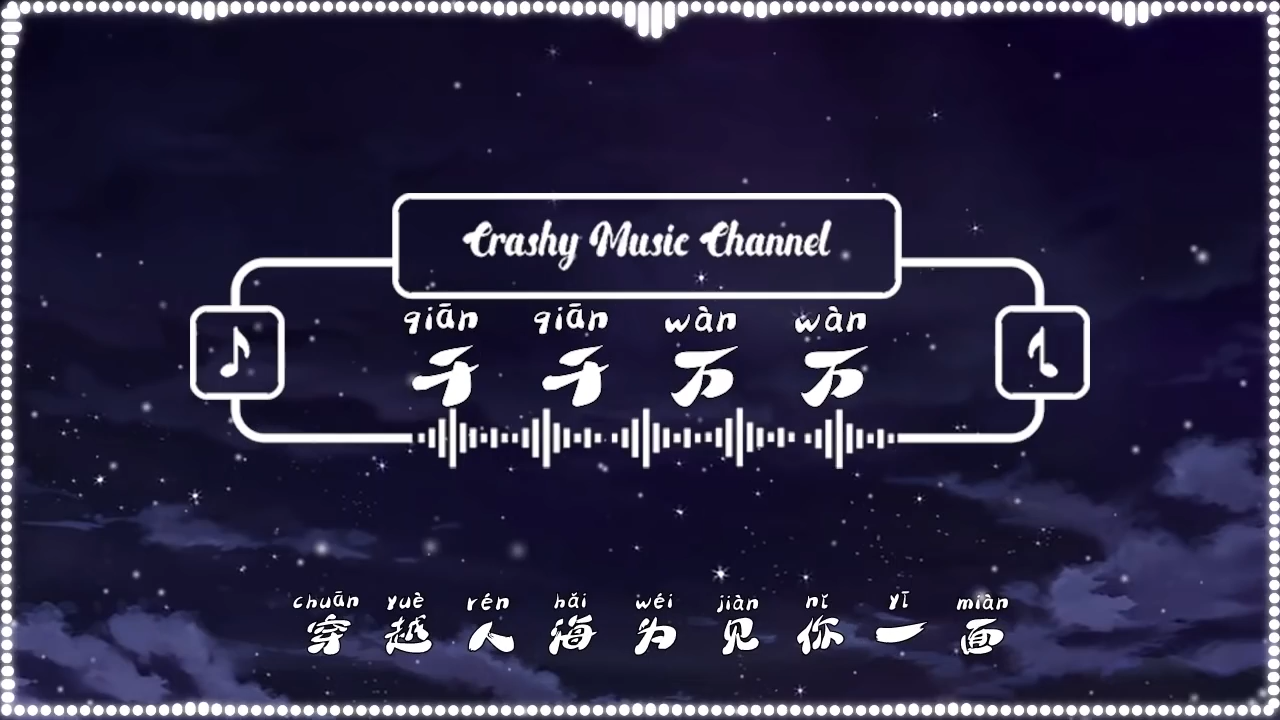 Crashy Music Channel
qiān qiān wàn wàn
千千万万
chuān yuè rén hǎi wéi jiàn nǐ yī miàn
穿越人海为见你一面